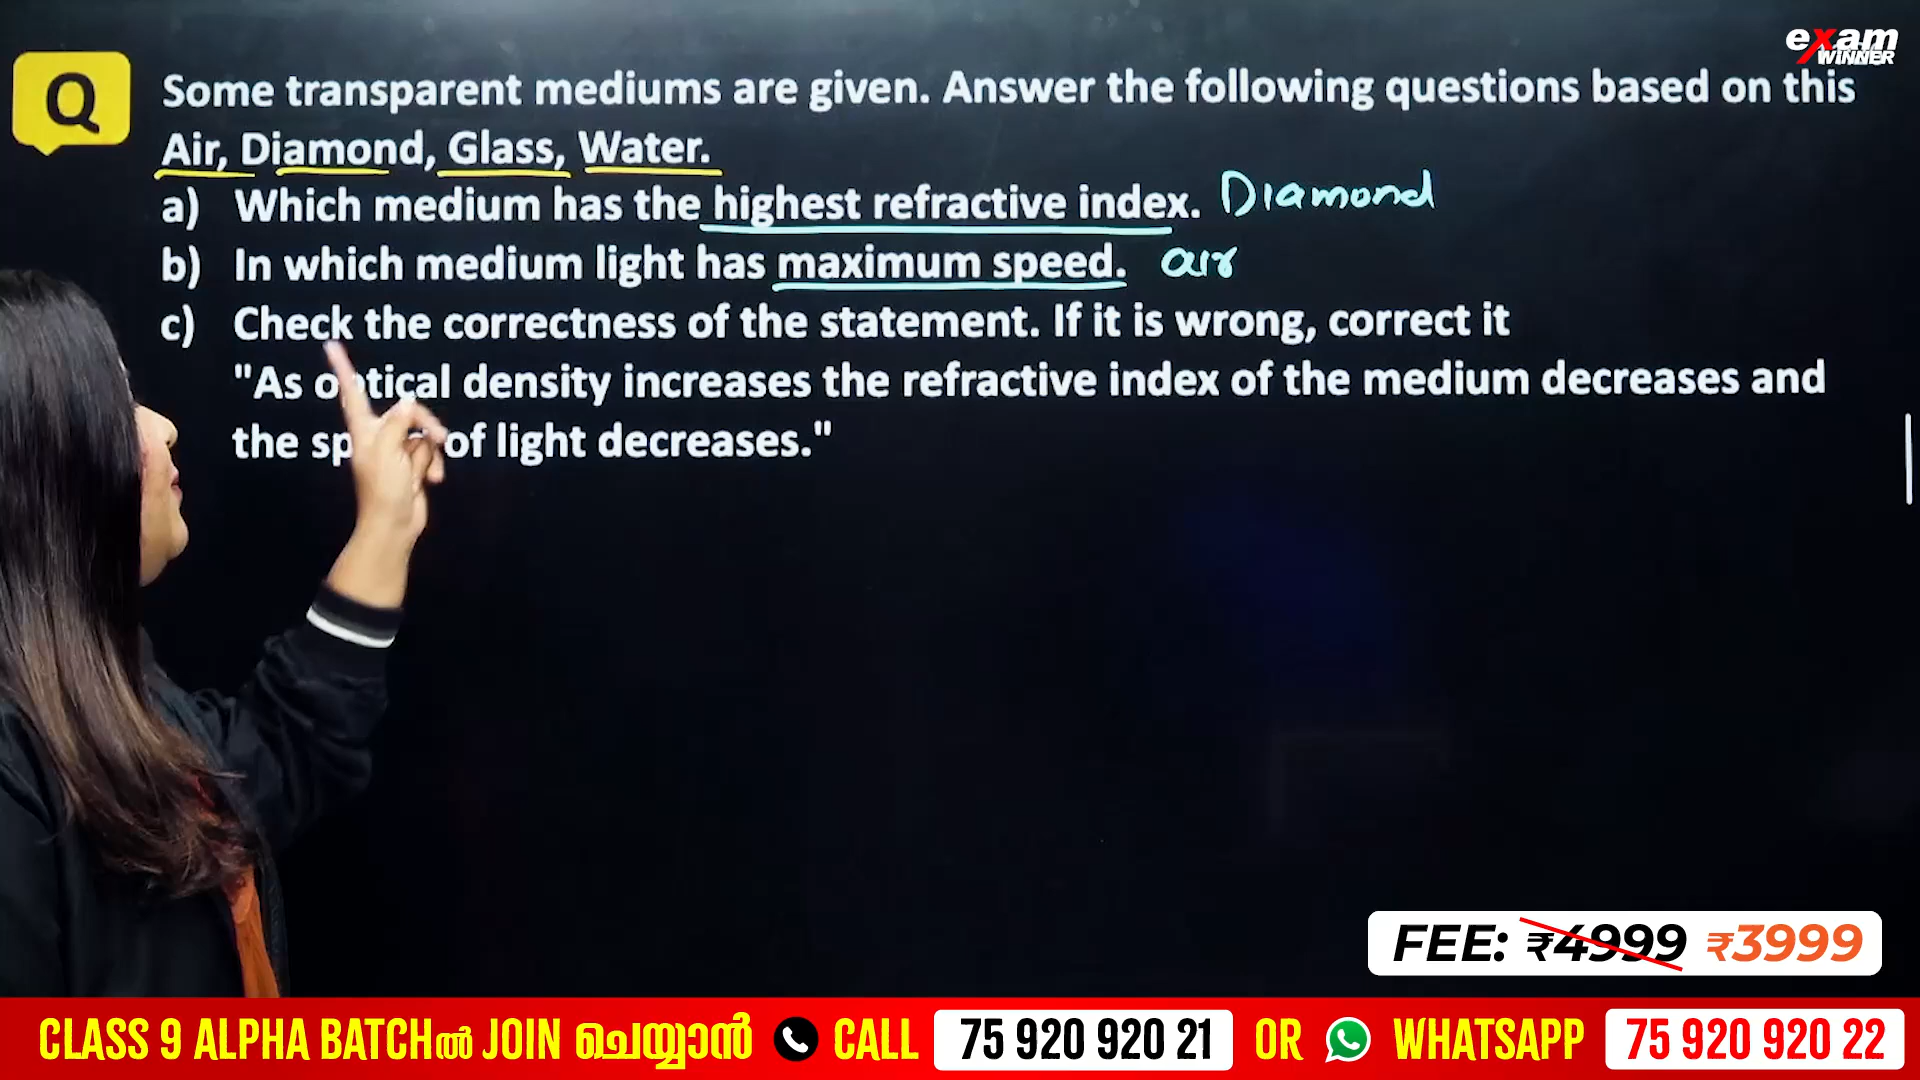 exam
WINNER
Q
Some transparent mediums are given. Answer the following questions based on this
Air, Diamond, Glass, Water.
a) Which medium has the highest refractive index. Diamond
b) In which medium light has maximum speed. air
c) Check the correctness of the statement. If it is wrong, correct it
"As optical density increases the refractive index of the medium decreases and
the sp of light decreases."
FEE: ₹4999 ₹3999
CLASS 9 ALPHA BATCHൽ JOIN ചെയ്യാൻ CALL 75 920 920 21 OR WHATSAPP 75 920 920 22